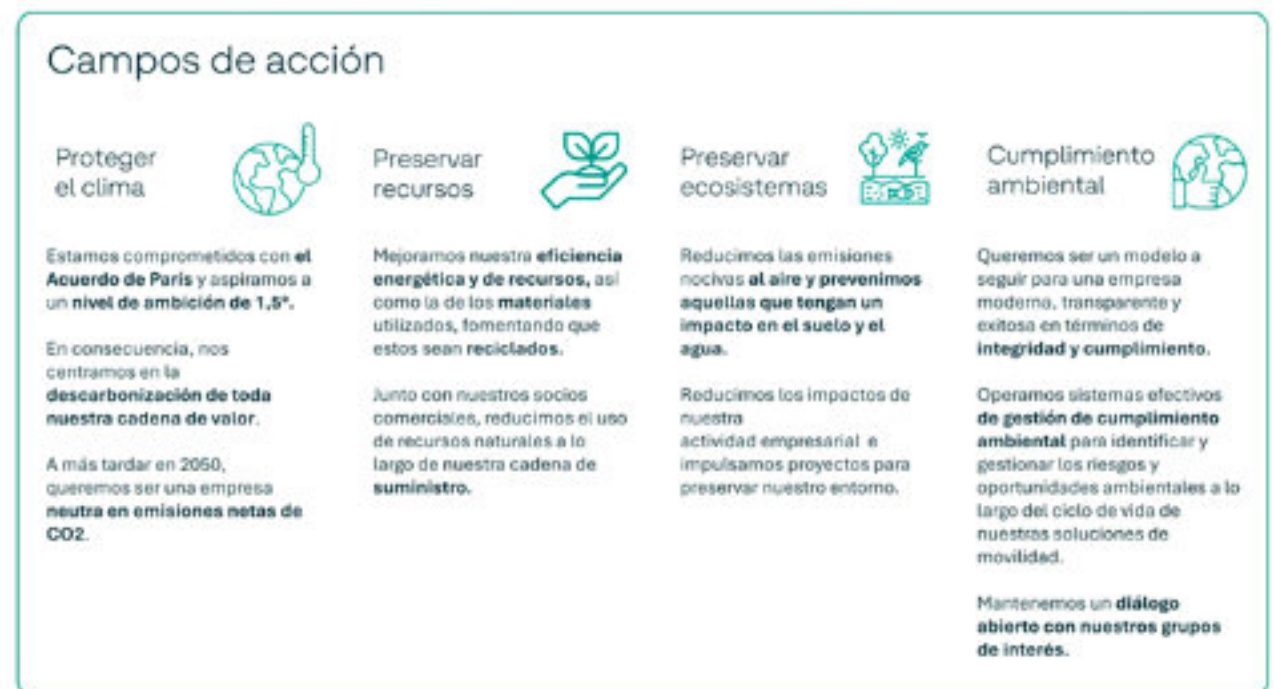 Campos de acción
Proteger
el clima
Estamos comprometidos con el
Acuerdo de París y aspiramos a
un nivel de ambición de 1,5°.
En consecuencia, nos
centramos en la
descarbonización de toda
nuestra cadena de valor.
A más tardar en 2050,
queremos ser una empresa
neutra en emisiones netas de
CO2.
Preservar
recursos
Mejoramos nuestra eficiencia
energética y de recursos, así
como la de los materiales
utilizados, fomentando que
estos sean reciclados.
Junto con nuestros socios
comerciales, reducimos el uso
de recursos naturales a lo
largo de nuestra cadena de
suministro.
Preservar
ecosistemas
Reducimos las emisiones
nocivas al aire y prevenimos
aquellas que tengan un
impacto en el suelo y el
agua.
Reducimos los impactos de
nuestra
actividad empresarial e
impulsamos proyectos para
preservar nuestro entorno.
Cumplimiento
ambiental
Queremos ser un modelo a
seguir para una empresa
moderna, transparente y
exitosa en términos de
integridad y cumplimiento.
Operamos sistemas efectivos
de gestión de cumplimiento
ambiental para identificar y
gestionar los riesgos y
oportunidades ambientales a lo
largo del ciclo de vida de
nuestras soluciones de
movilidad.
Mantenemos un diálogo
abierto con nuestros grupos
de interés.